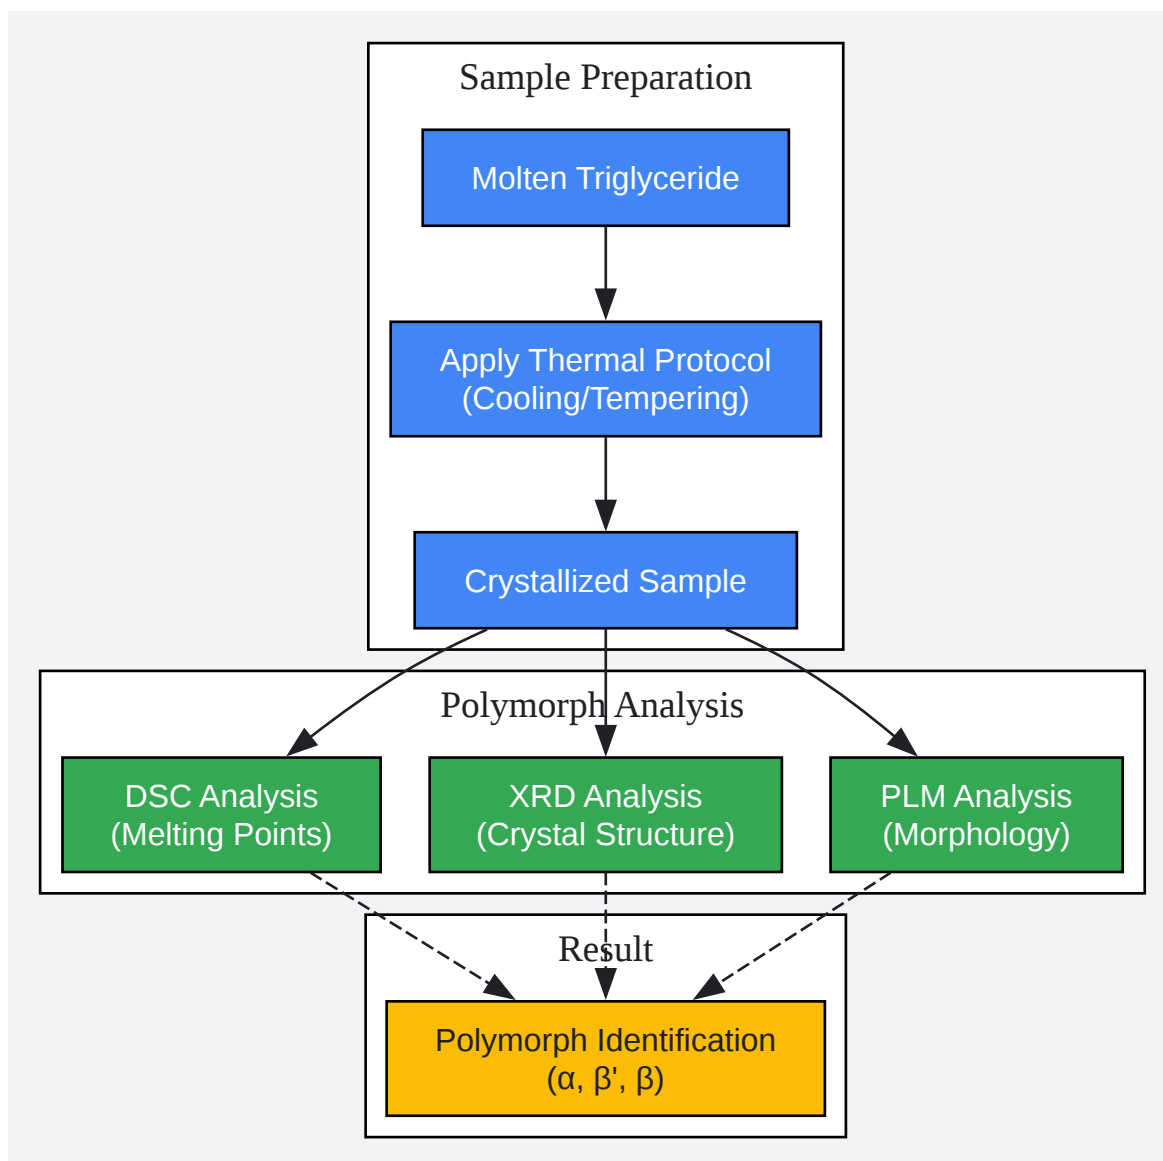 Sample Preparation
Molten Triglyceride
Apply Thermal Protocol
(Cooling/Tempering)
Crystallized Sample
Polymorph Analysis
DSC Analysis
(Melting Points)
XRD Analysis
(Crystal Structure)
PLM Analysis
(Morphology)
Result
Polymorph Identification
(α, β', β)